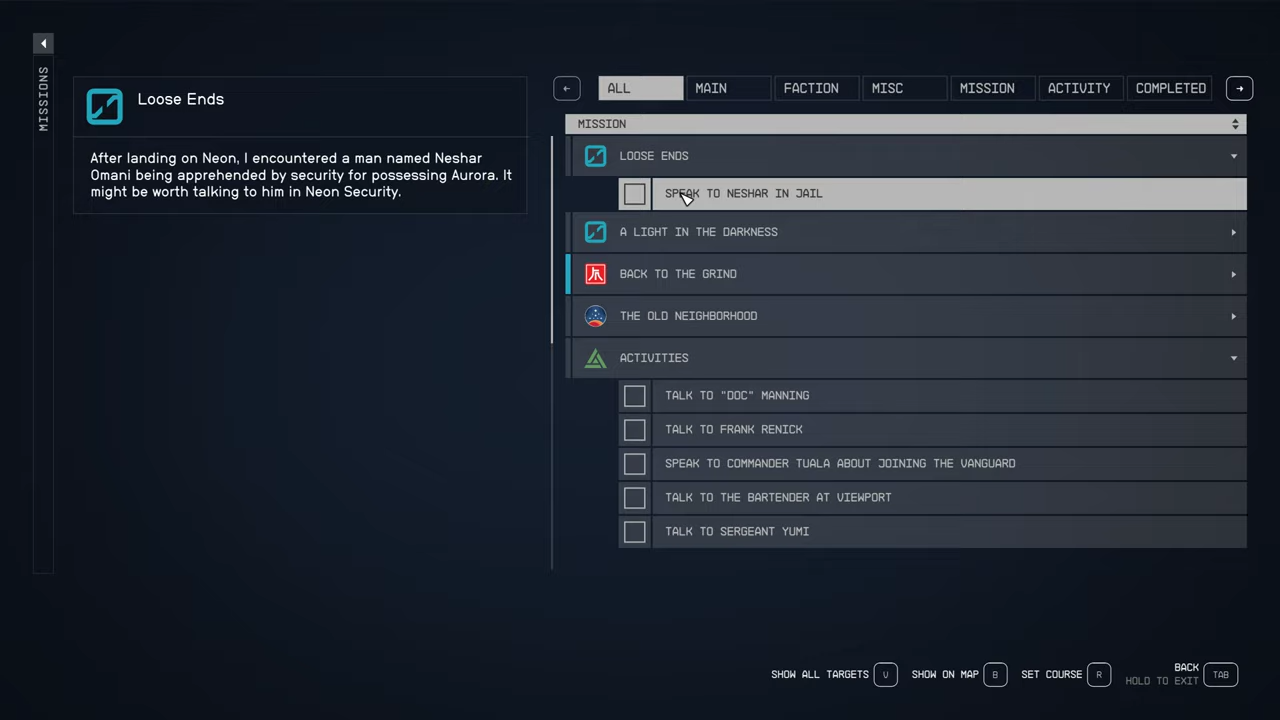 MISSIONS
Loose Ends
After landing on Neon, I encountered a man named Neshar
Omani being apprehended by security for possessing Aurora. It
might be worth talking to him in Neon Security.
ALL MAIN FACTION MISC MISSION ACTIVITY COMPLETED
MISSION
LOOSE ENDS
SPEAK TO NESHAR IN JAIL
A LIGHT IN THE DARKNESS
BACK TO THE GRIND
THE OLD NEIGHBORHOOD
ACTIVITIES
TALK TO "DOC" MANNING
TALK TO FRANK RENICK
SPEAK TO COMMANDER TUALA ABOUT JOINING THE VANGUARD
TALK TO THE BARTENDER AT VIEWPORT
TALK TO SERGEANT YUMI
SHOW ALL TARGETS V SHOW ON MAP B SET COURSE R BACK TAB
HOLD TO EXIT